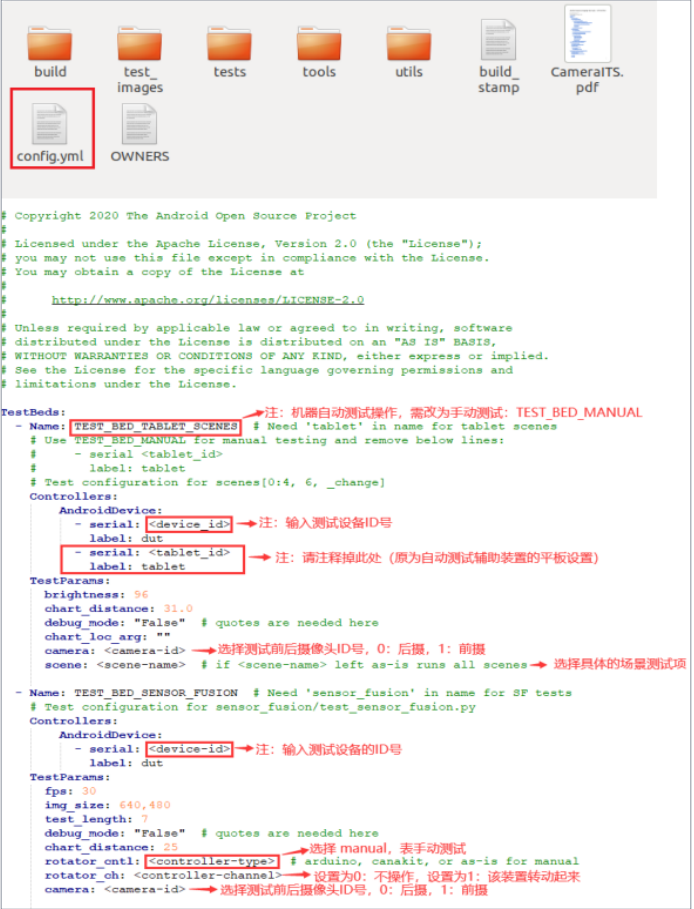 build
test_
images
tests
tools
utils
build_
stamp
CameraITS.
pdf
config.yml
OWNERS
# Copyright 2020 The Android Open Source Project
#
# Licensed under the Apache License, Version 2.0 (the "License");
# you may not use this file except in compliance with the License.
# You may obtain a copy of the License at
#
# http://www.apache.org/licenses/LICENSE-2.0
#
# Unless required by applicable law or agreed to in writing, software
# distributed under the License is distributed on an "AS IS" BASIS,
# WITHOUT WARRANTIES OR CONDITIONS OF ANY KIND, either express or implied.
# See the License for the specific language governing permissions and
# limitations under the License.
TestBeds:
注：机器自动测试操作，需改为手动测试：TEST_BED_MANUAL
- Name: TEST_BED_TABLET_SCENES # Need 'tablet' in name for tablet scenes
# Use TEST_BED_MANUAL for manual testing and remove below lines:
# - serial <tablet_id>
# label: tablet
# Test configuration for scenes[0:4, 6, _change]
Controllers:
AndroidDevice:
- serial: <device_id> 注：输入测试设备ID号
label: dut
- serial: <tablet_id> 注：请注释掉此处（原为自动测试辅助装置的平板设置）
label: tablet
TestParams:
brightness: 96
chart_distance: 31.0
debug_mode: "False" # quotes are needed here
chart_loc_arg: ""
camera: <camera-id> 选择测试前后摄像头ID号，0：后摄，1：前摄
scene: <scene-name> # if <scene-name> left as-is runs all scenes 选择具体的场景测试项
- Name: TEST_BED_SENSOR_FUSION # Need 'sensor_fusion' in name for SF tests
# Test configuration for sensor_fusion/test_sensor_fusion.py
Controllers:
AndroidDevice:
- serial: <device-id> 注：输入测试设备的ID号
label: dut
TestParams:
fps: 30
img_size: 640,480
test_length: 7
debug_mode: "False" # quotes are needed here
chart_distance: 25 选择 manual，表手动测试
rotator_cntl: <controller-type> # arduino, canakit, or as-is for manual
rotator_ch: <controller-channel> 设置为0：不操作，设置为1：该装置转动起来
camera: <camera-id> 选择测试前后摄像头ID号，0：后摄，1：前摄